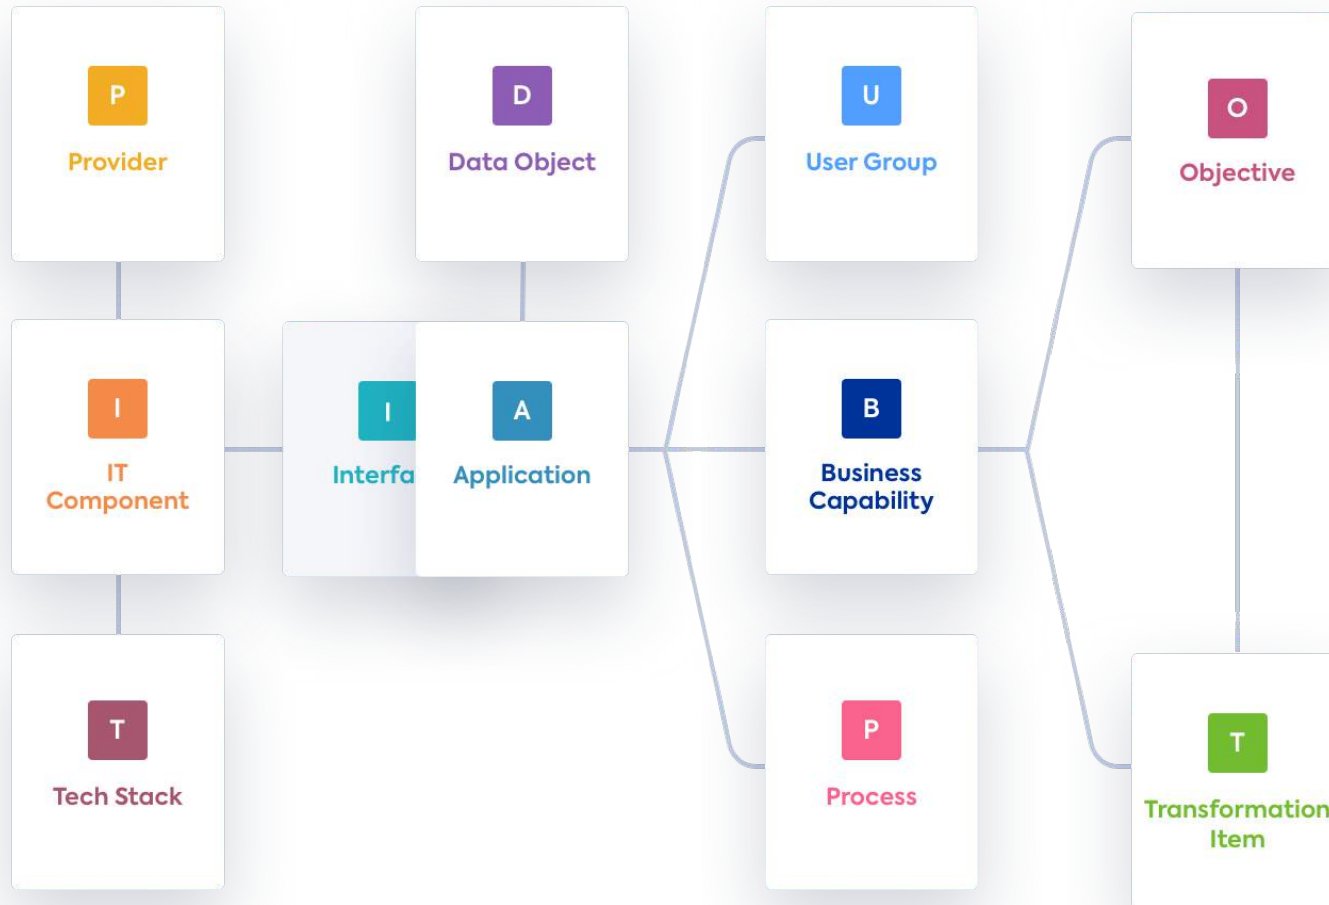 P
Provider
D
Data Object
U
User Group
O
Objective
I
IT
Component
I
Interfa
A
Application
B
Business
Capability
T
Tech Stack
P
Process
T
Transformation
Item